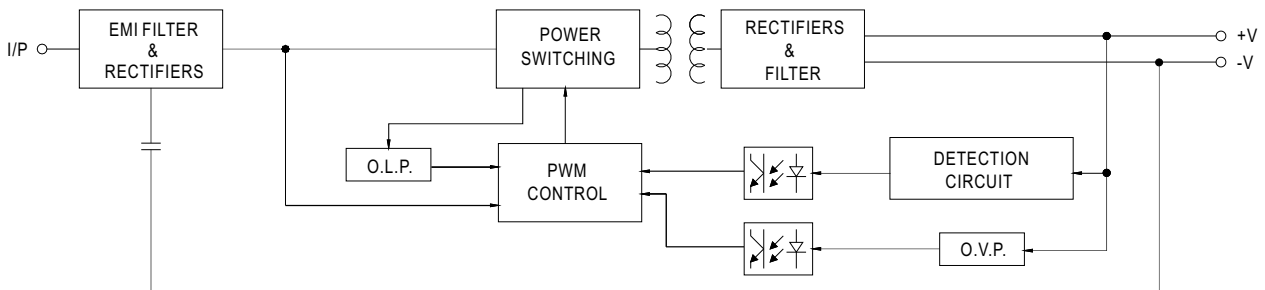 I/P
EMI FILTER
&
RECTIFIERS
POWER
SWITCHING
RECTIFIERS
&
FILTER
+V
-V
O.L.P.
PWM
CONTROL
DETECTION
CIRCUIT
O.V.P.